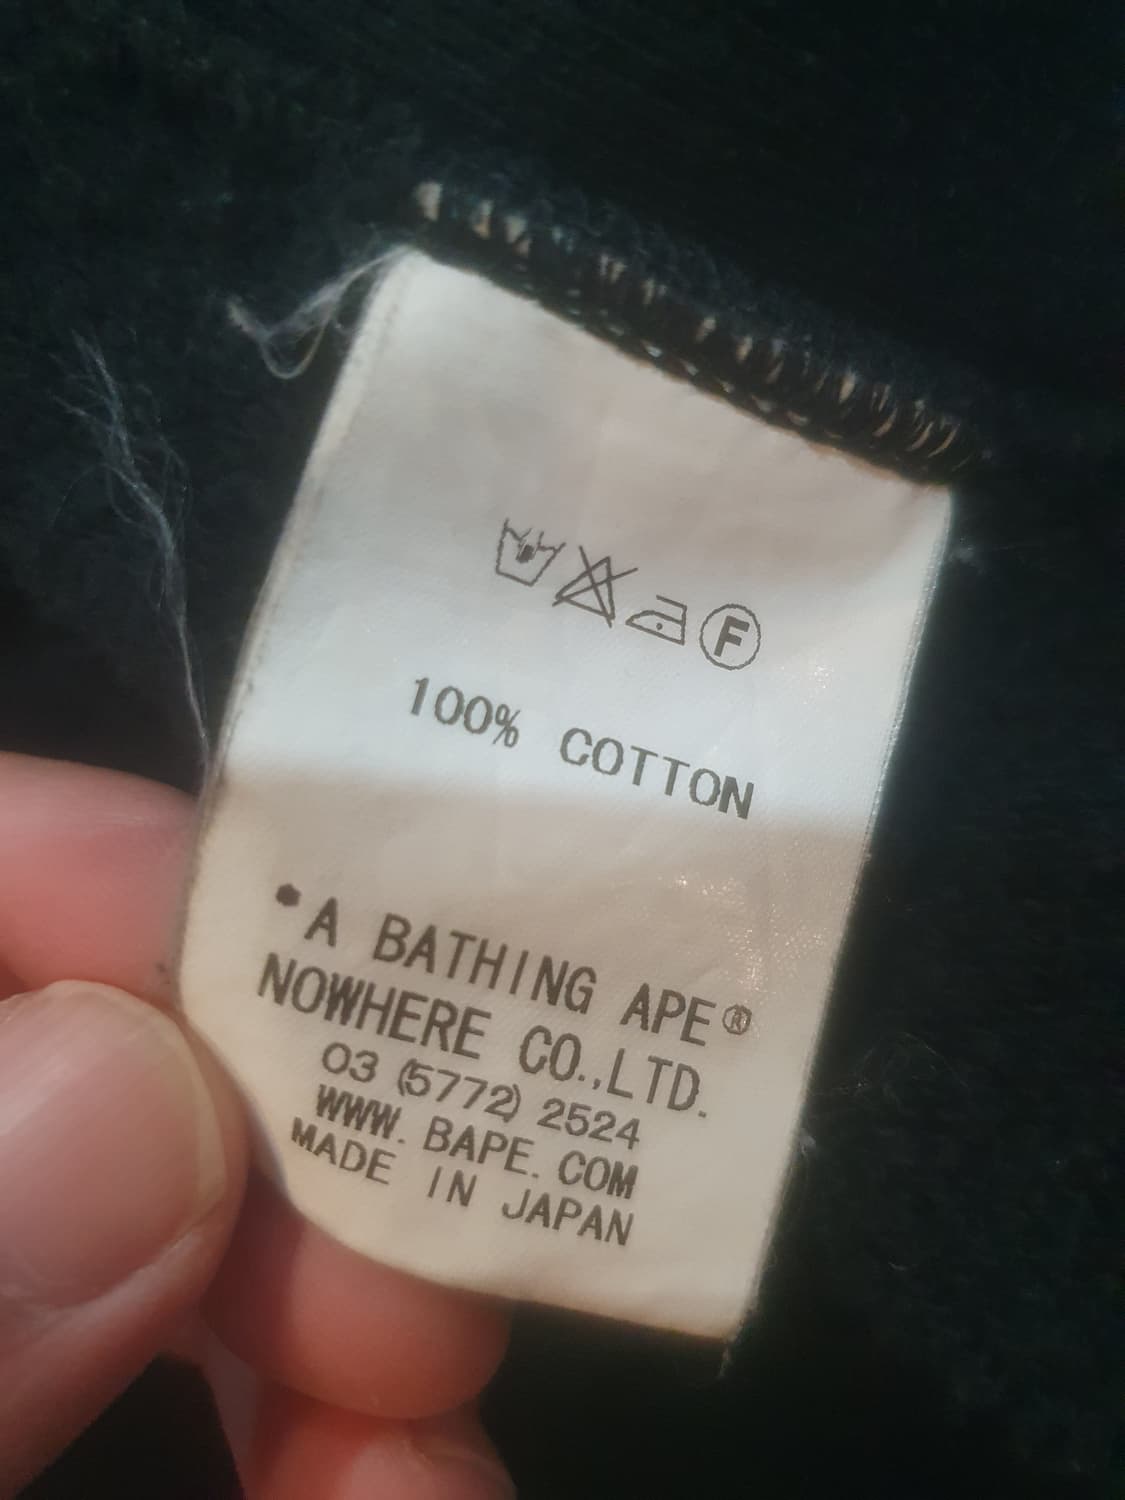 F
100% COTTON
•A BATHING APE®
NOWHERE CO.,LTD.
03 (5772) 2524
WWW. BAPE. COM
MADE IN JAPAN